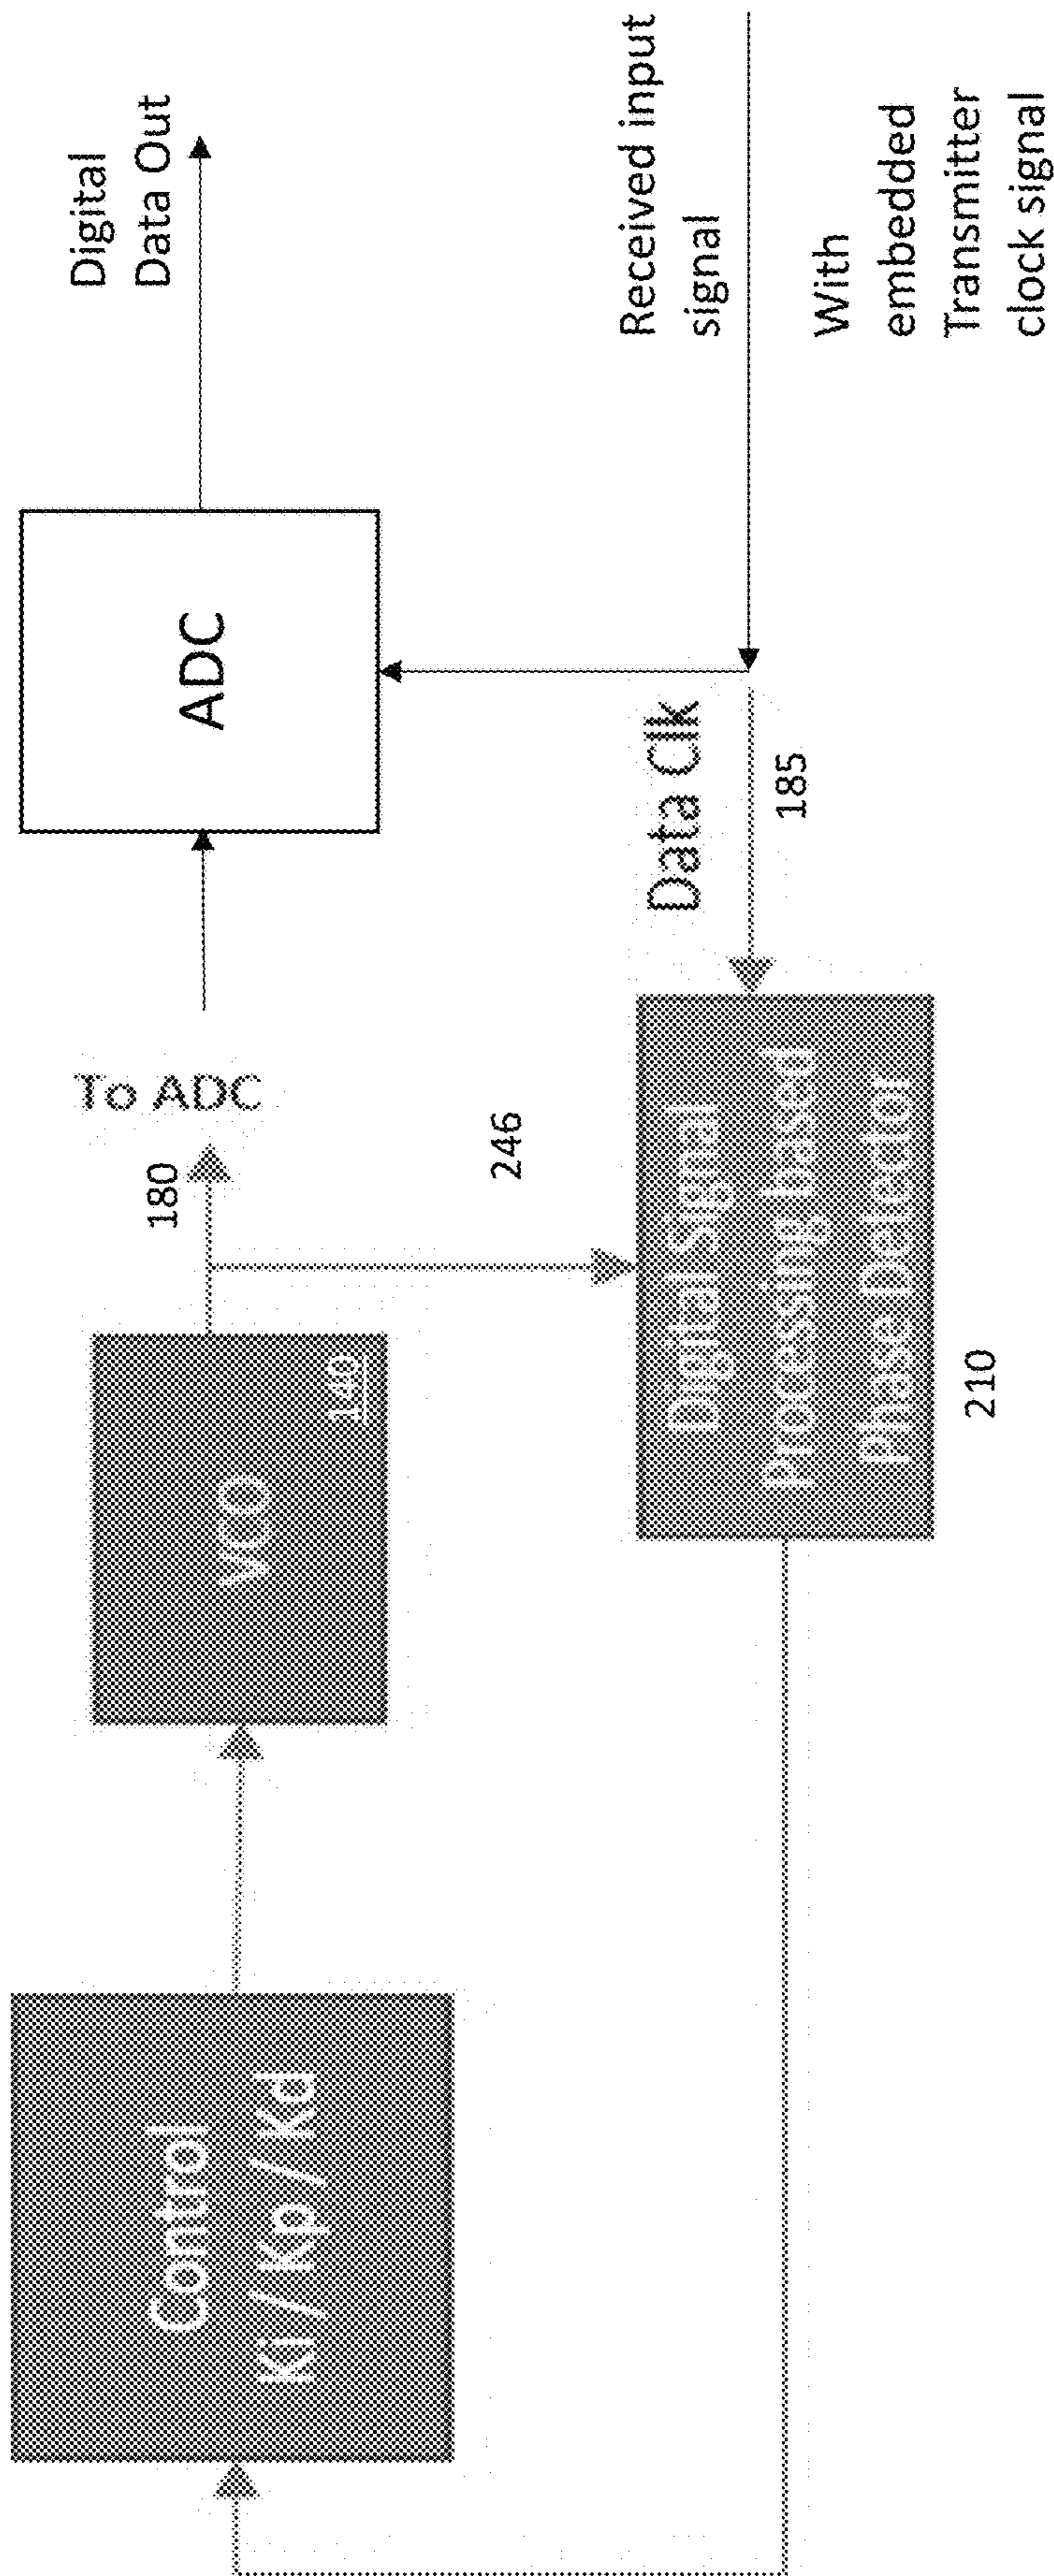 Control
Ki// Kp// Kd
VCO
140
180
To ADC
ADC
Digital
Data Out
246
Digital Signal
Processing based
Phase Detector
210
Data Clk
185
Received input
signal
With
embedded
Transmitter
clock signal